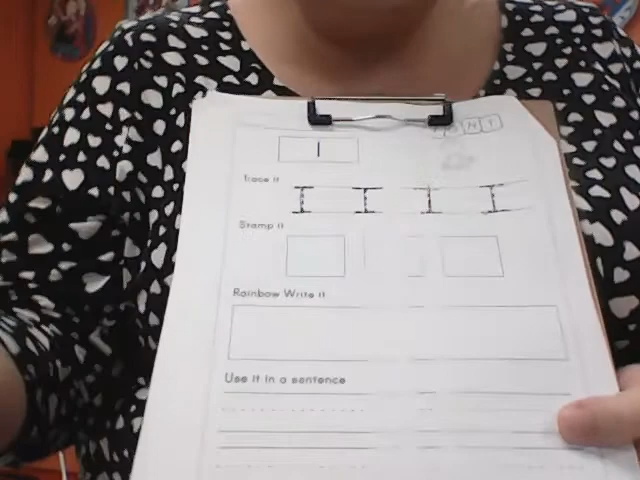 I
Trace it
I I I I
Stamp it
Rainbow Write it
Use it in a sentence